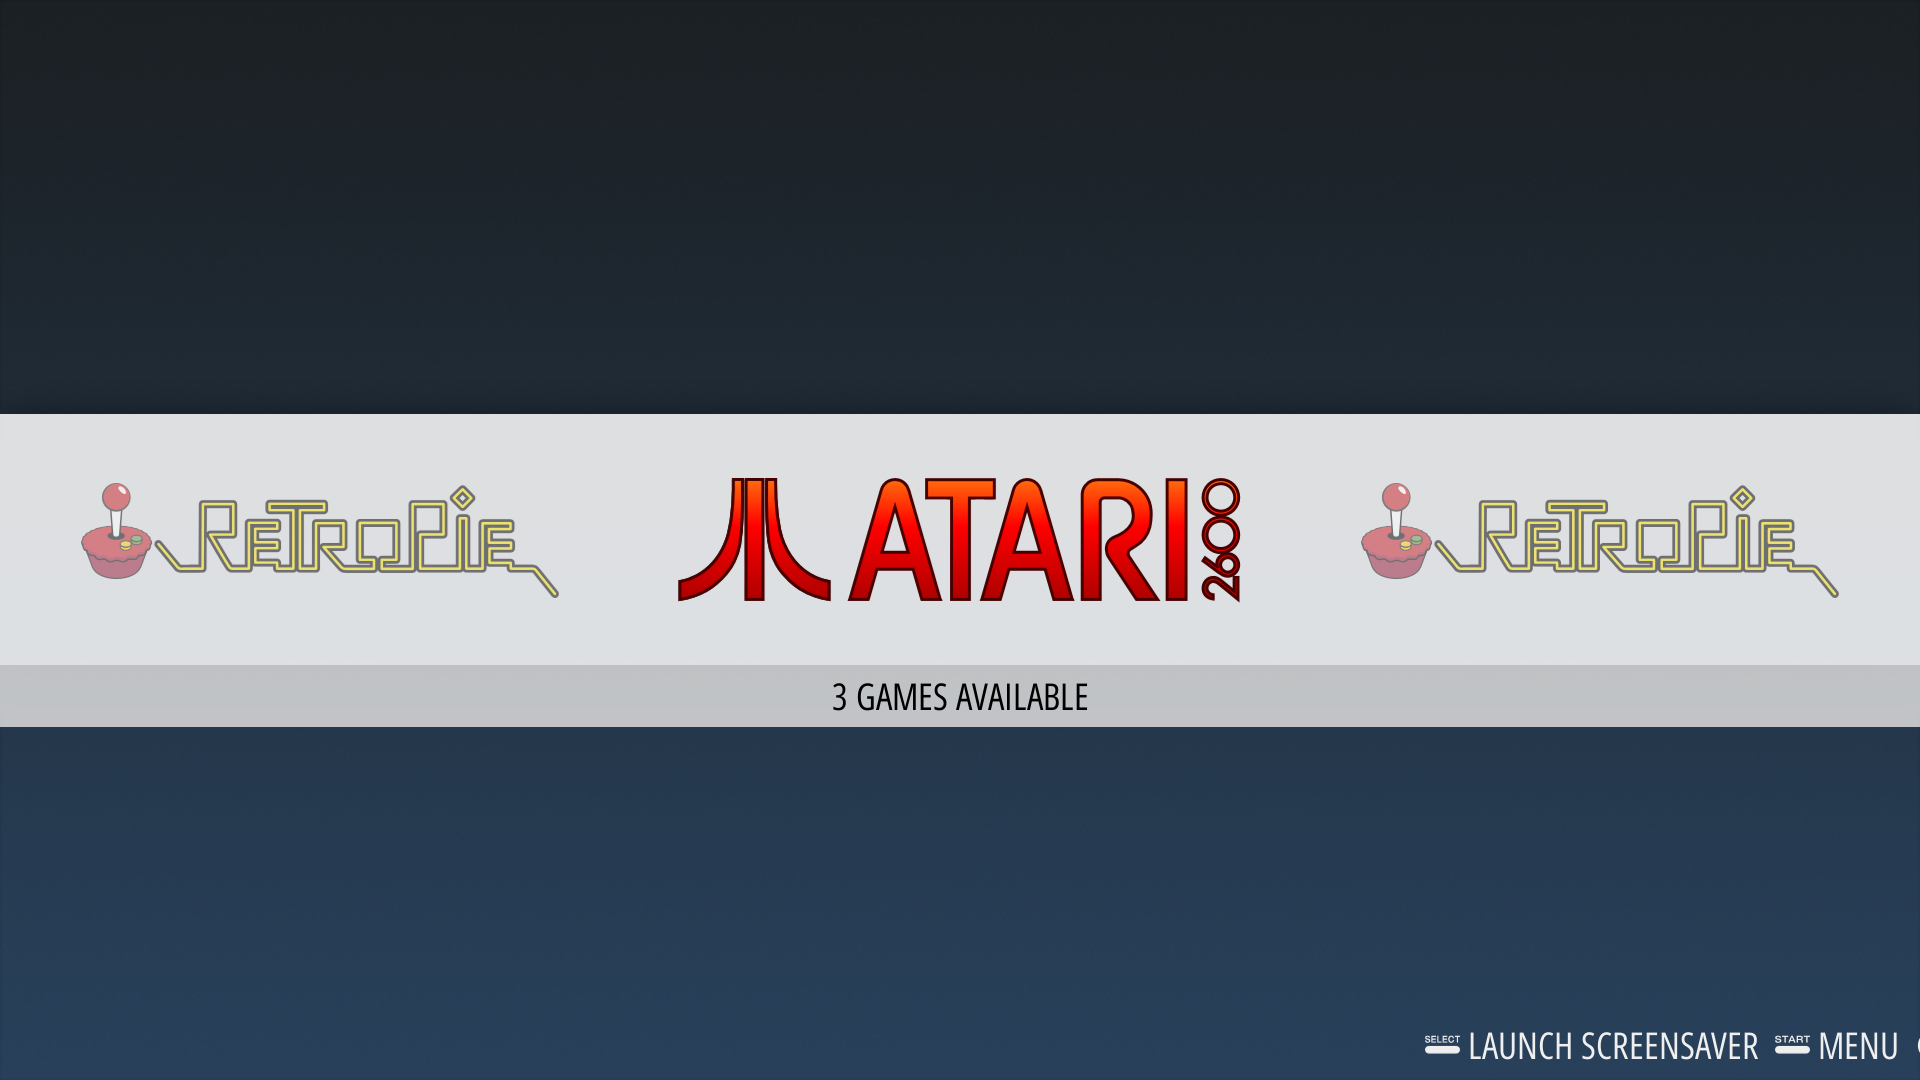 RETROPIE
ATARI 2600
RETROPIE
3 GAMES AVAILABLE
SELECT LAUNCH SCREENSAVER START MENU